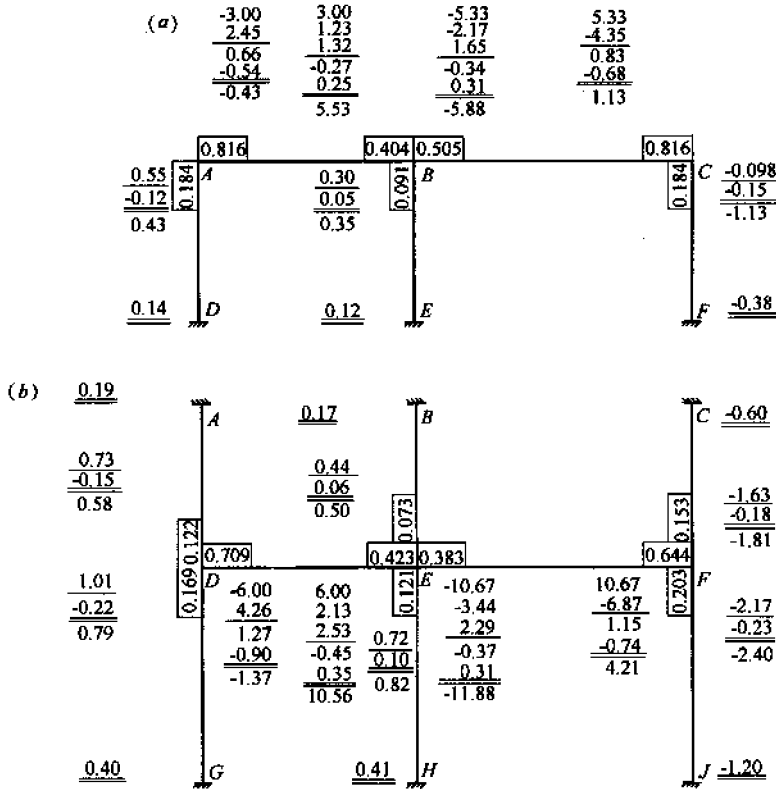 (a)
-3.00 3.00 -5.33 5.33
2.45 1.23 -2.17 -4.35
0.66 1.32 1.65 0.83
-0.54 -0.27 -0.34 -0.68
-0.43 0.25 0.31 1.13
5.53 -5.88
0.816 0.404 0.505 0.816
A B C
0.184 0.091 0.184
0.55 0.30 -0.098
-0.12 0.05 -0.15
0.43 0.35 -1.13
0.14 D 0.12 E F -0.38
(b)
0.19 A 0.17 B C -0.60
0.73 0.44 -1.63
-0.15 0.06 -0.18
0.58 0.50 -1.81
0.122 0.073 0.153
0.709 0.423 0.383 0.644
D E F
0.169 0.121 0.203
1.01 -6.00 6.00 -10.67 10.67 -2.17
-0.22 4.26 2.13 -3.44 -6.87 -0.23
0.79 1.27 2.53 0.72 2.29 1.15 -2.40
-0.90 -0.45 0.10 -0.37 -0.74
-1.37 0.35 0.82 0.31 4.21
10.56 -11.88
0.40 G 0.41 H J -1.20